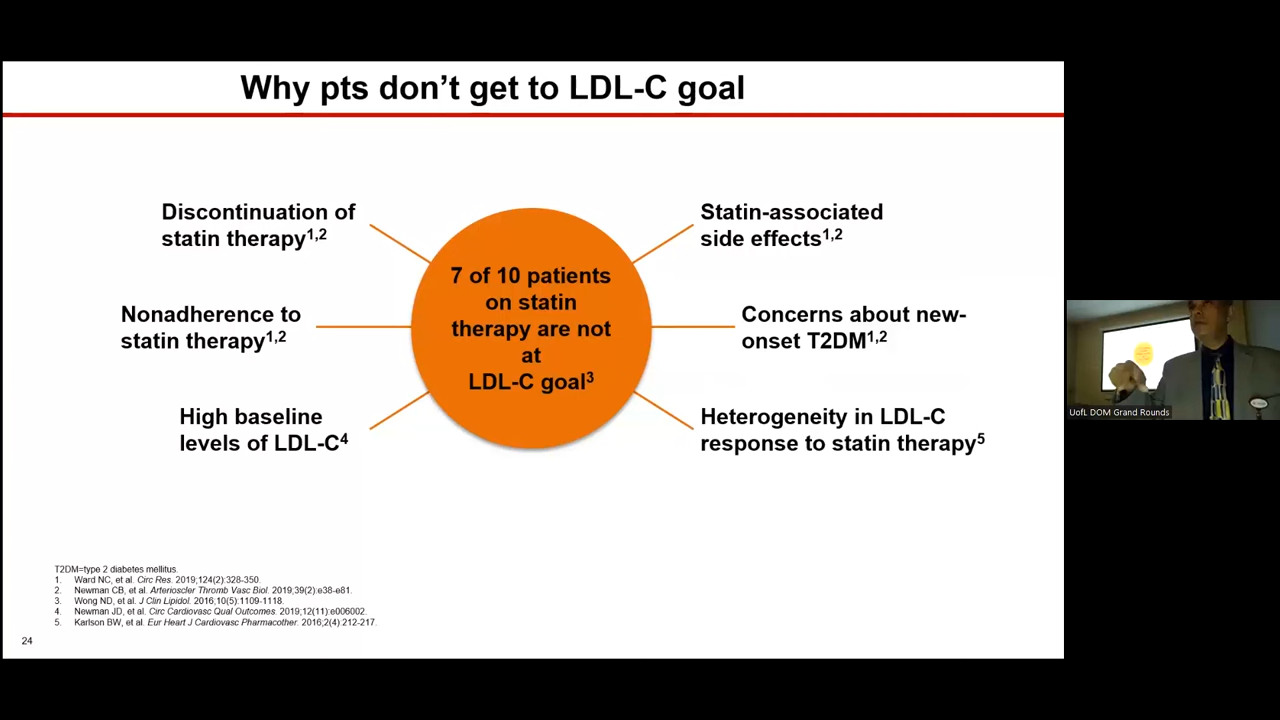 Why pts don't get to LDL-C goal
Discontinuation of
statin therapy1,2
Nonadherence to
statin therapy1,2
High baseline
levels of LDL-C4
7 of 10 patients
on statin
therapy are not
at
LDL-C goal3
Statin-associated
side effects1,2
Concerns about new-
onset T2DM1,2
Heterogeneity in LDL-C
response to statin therapy5
T2DM=type 2 diabetes mellitus.
1. Ward NC, et al. Circ Res. 2019;124(2):328-350.
2. Newman CB, et al. Arterioscler Thromb Vasc Biol. 2019;39(2):e38-e81.
3. Wong ND, et al. J Clin Lipidol. 2016;10(5):1109-1118.
4. Newman JD, et al. Circ Cardiovasc Qual Outcomes. 2019;12(11):e006002.
5. Karlson BW, et al. Eur Heart J Cardiovasc Pharmacother. 2016;2(4):212-217.
24
UofL DOM Grand Rounds